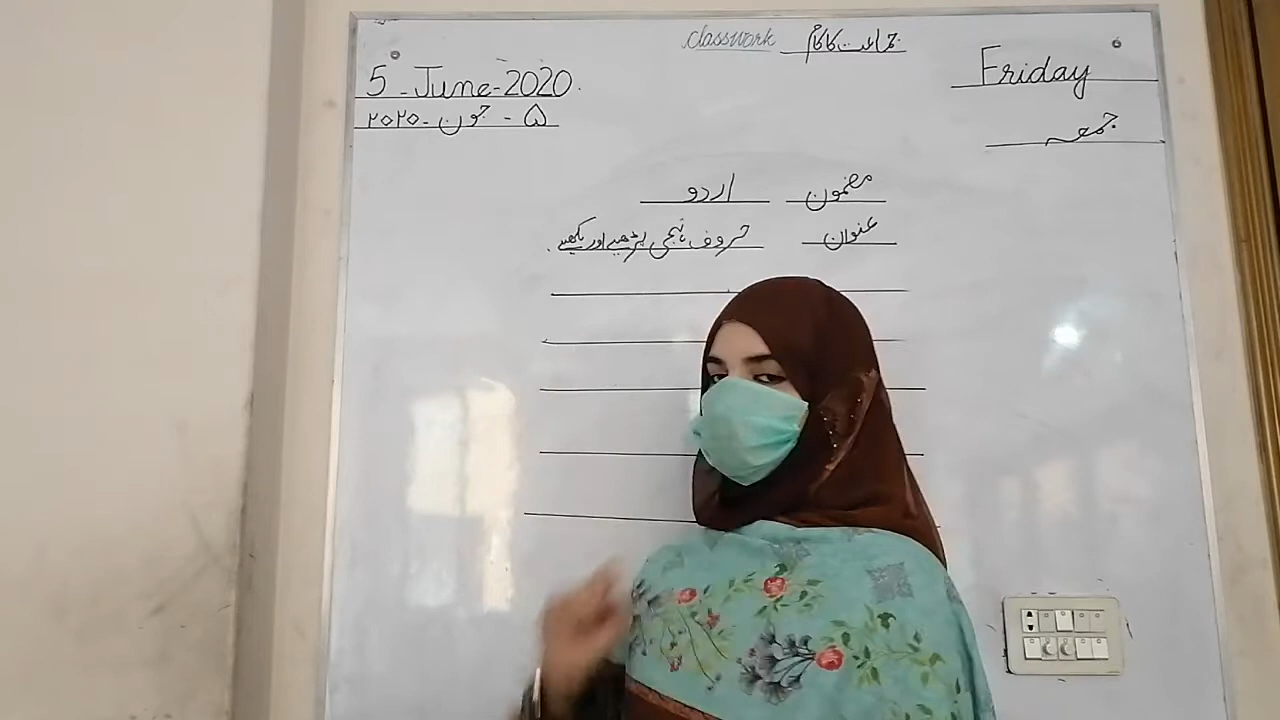 classwork جماعت کا کام
5-June-2020. Friday
۵ - جون - ۲۰۲۰ جمعہ
مضمون اردو
عنوان حروف تہجی پڑھیے اور لکھیے.